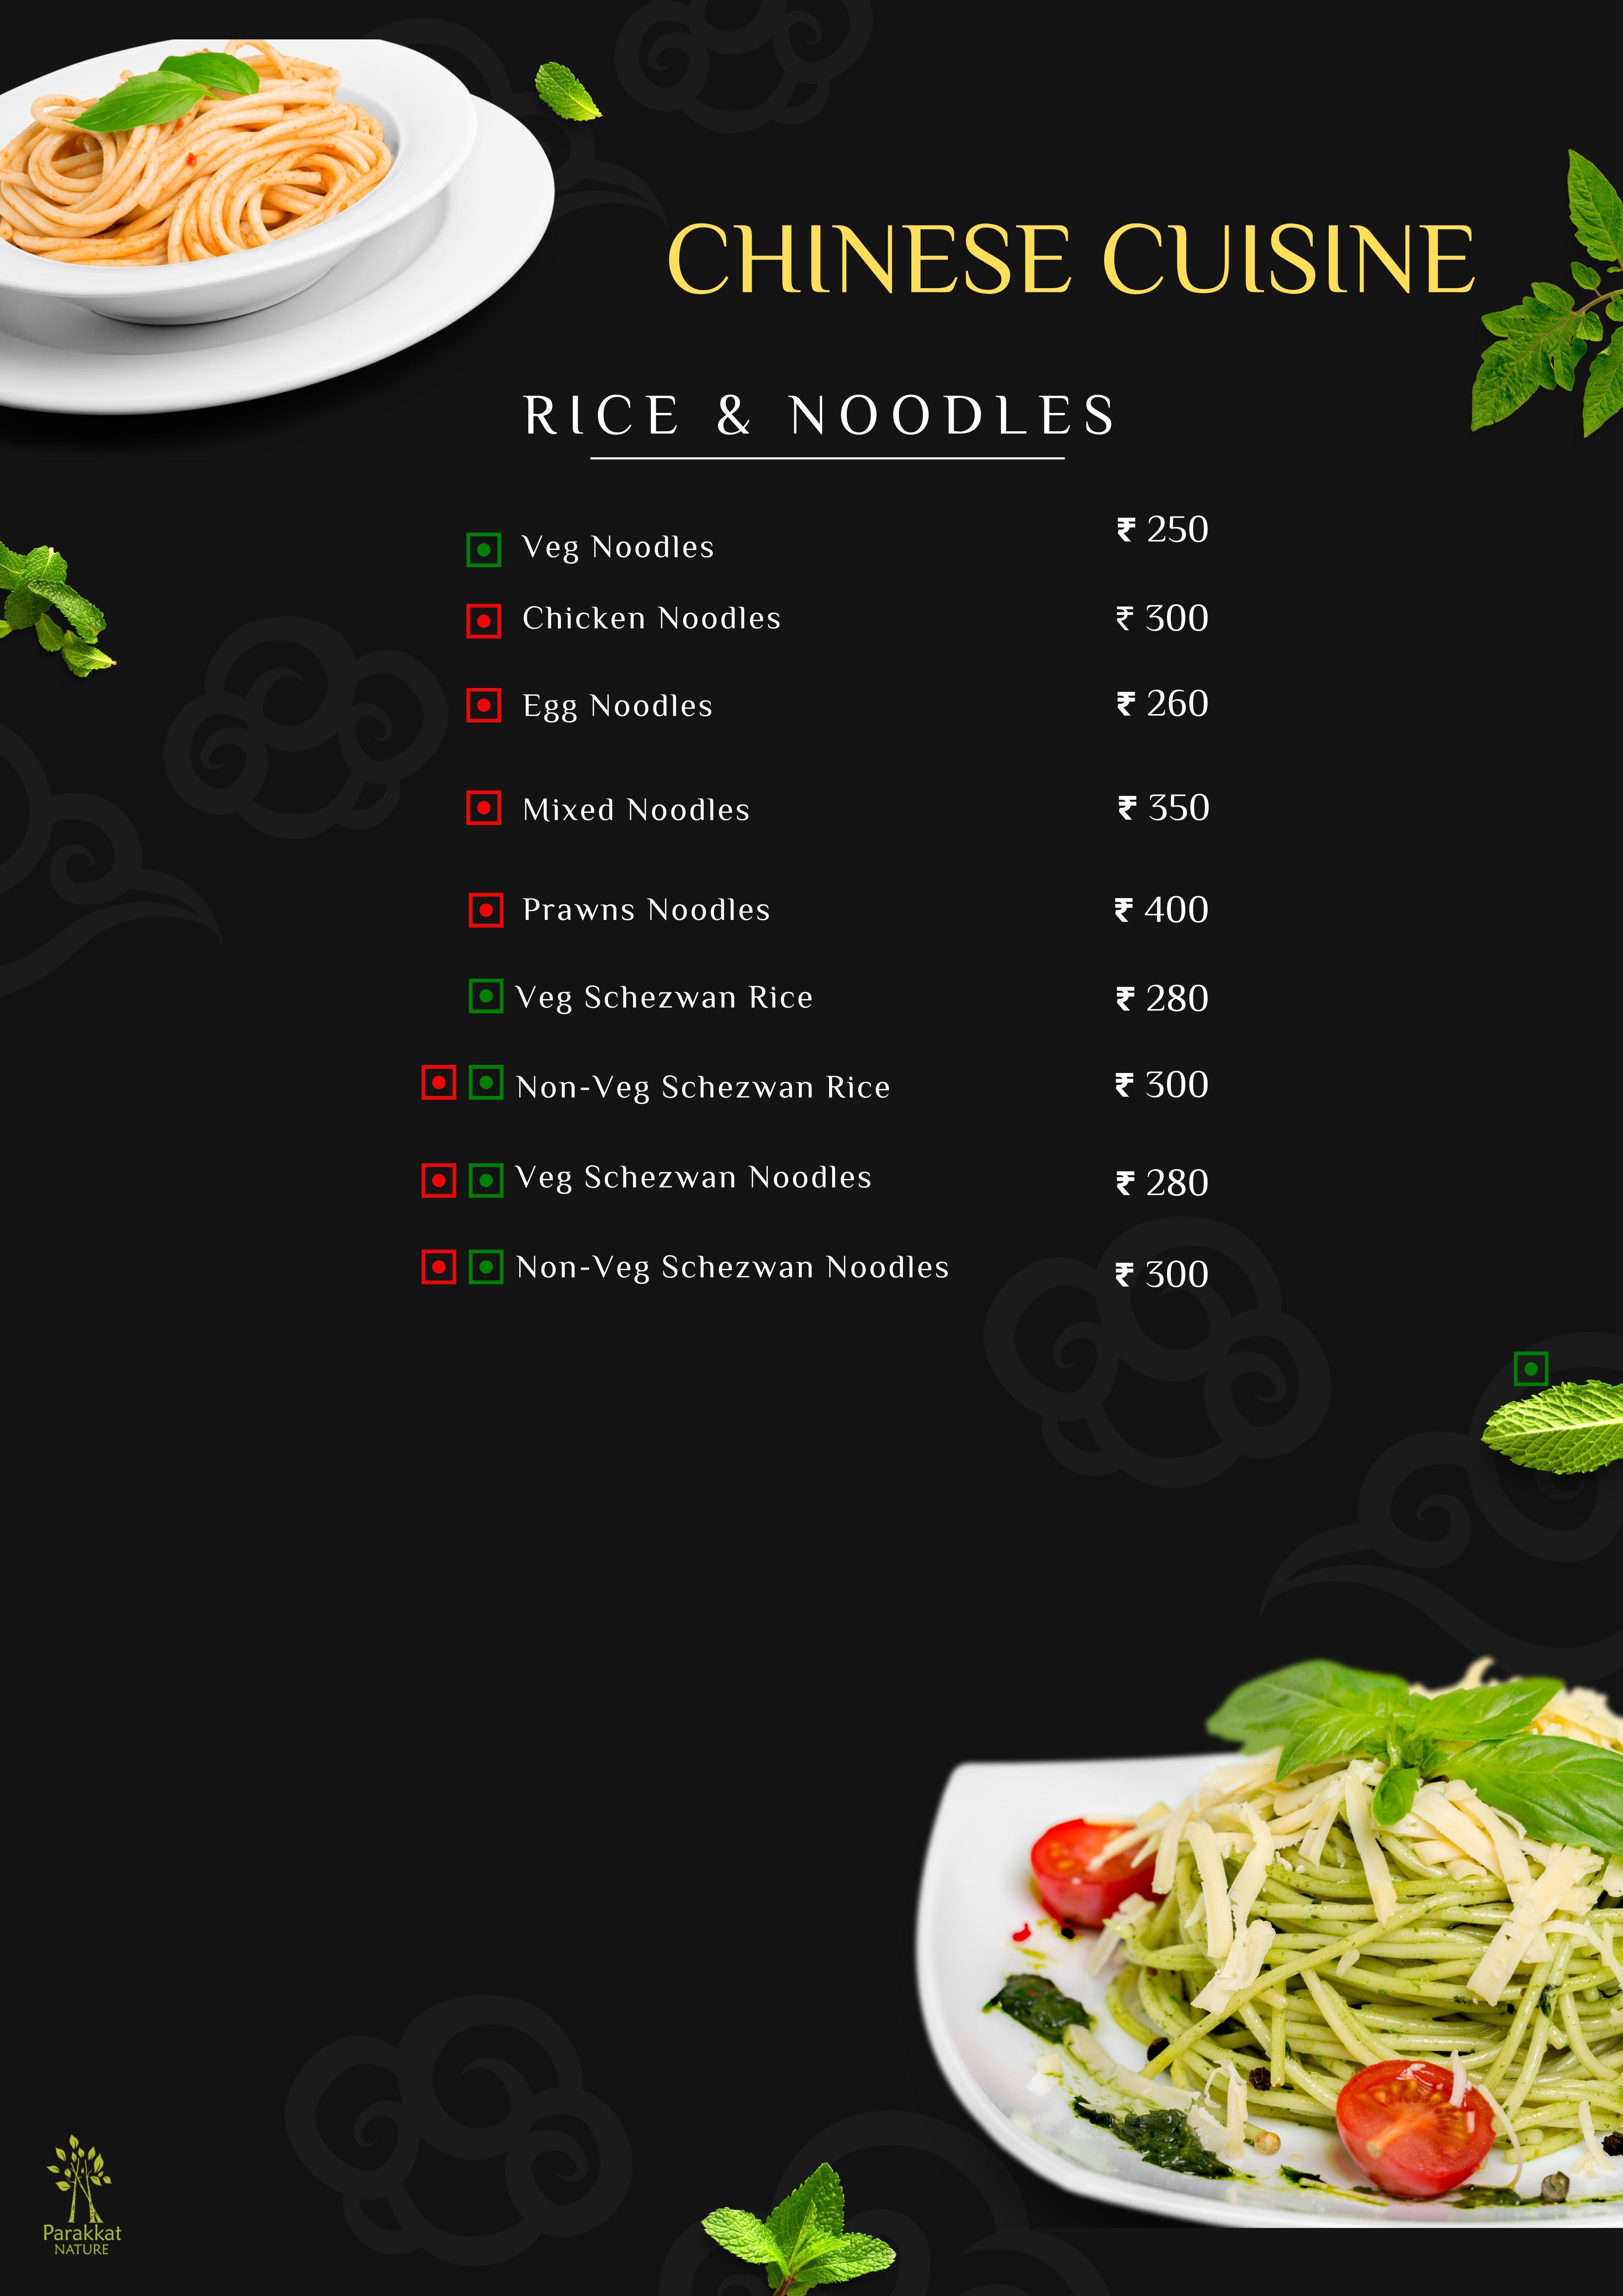 CHINESE CUISINE
RICE & NOODLES
Veg Noodles ₹ 250
Chicken Noodles ₹ 300
Egg Noodles ₹ 260
Mixed Noodles ₹ 350
Prawns Noodles ₹ 400
Veg Schezwan Rice ₹ 280
Non-Veg Schezwan Rice ₹ 300
Veg Schezwan Noodles ₹ 280
Non-Veg Schezwan Noodles ₹ 300
Parakkat
NATURE